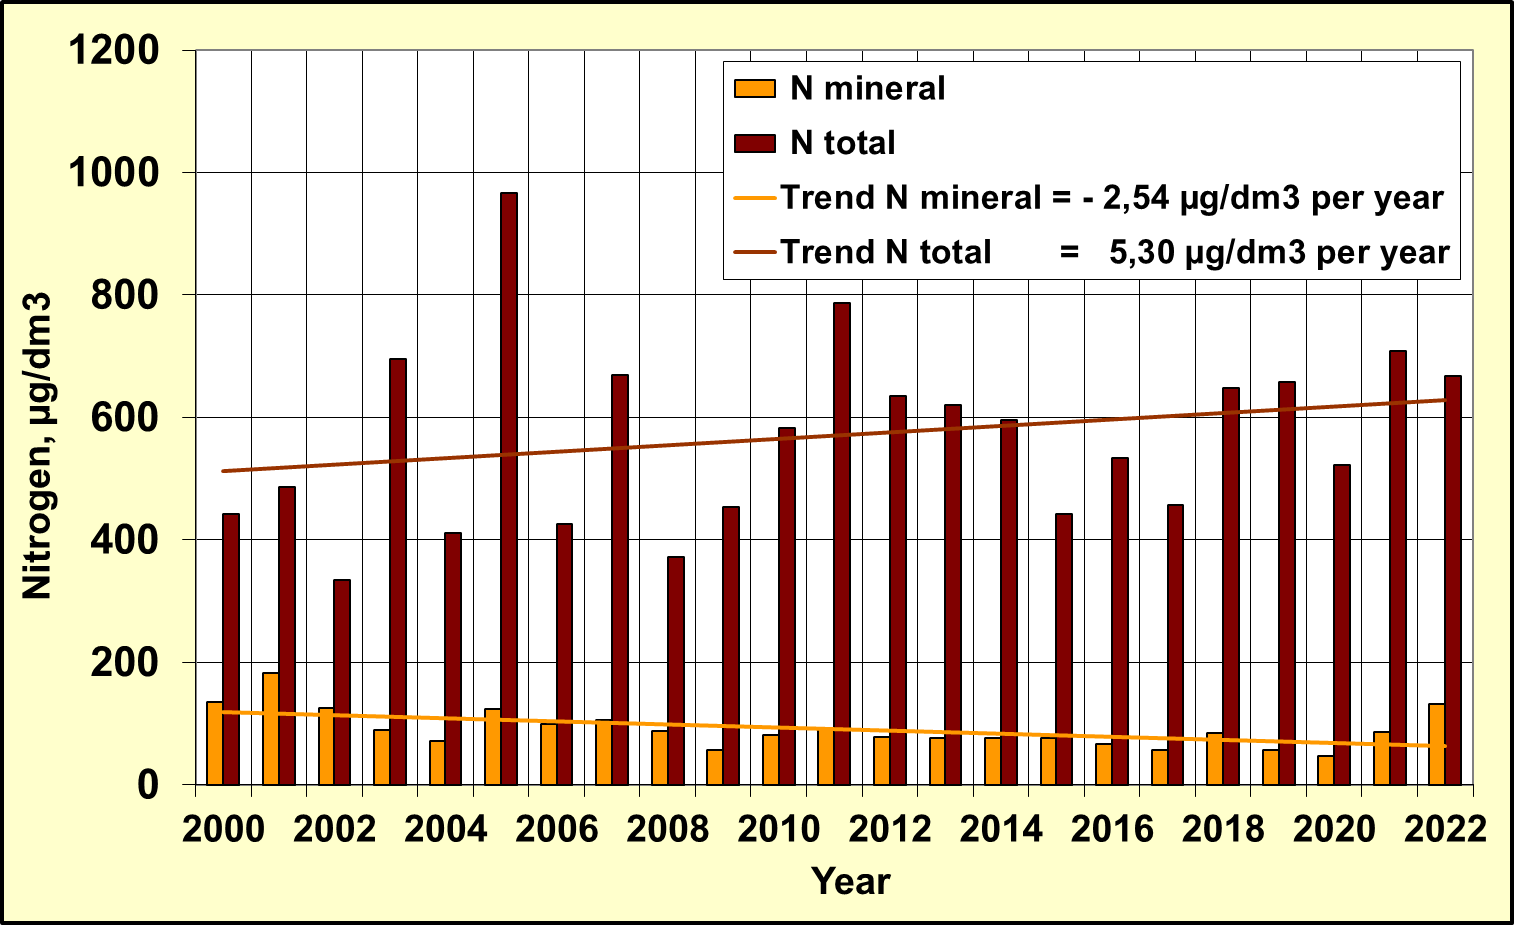 1200
1000
800
600
400
200
0
Nitrogen, µg/dm3
N mineral
N total
Trend N mineral = - 2,54 µg/dm3 per year
Trend N total = 5,30 µg/dm3 per year
2000 2002 2004 2006 2008 2010 2012 2014 2016 2018 2020 2022
Year